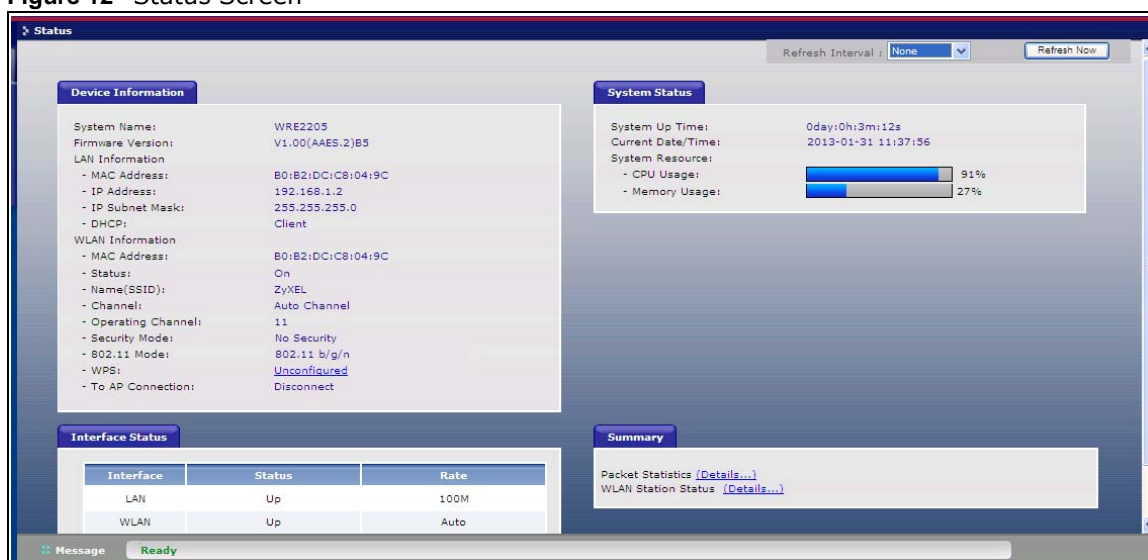 Figure 12 Status Screen
Status
Refresh Interval : None Refresh Now
Device Information
System Name: WRE2205
Firmware Version: V1.00(AAES.2)B5
LAN Information
- MAC Address: B0:B2:DC:C8:04:9C
- IP Address: 192.168.1.2
- IP Subnet Mask: 255.255.255.0
- DHCP: Client
WLAN Information
- MAC Address: B0:B2:DC:C8:04:9C
- Status: On
- Name(SSID): ZyXEL
- Channel: Auto Channel
- Operating Channel: 11
- Security Mode: No Security
- 802.11 Mode: 802.11 b/g/n
- WPS: Unconfigured
- To AP Connection: Disconnect
System Status
System Up Time: 0day:0h:3m:12s
Current Date/Time: 2013-01-31 11:37:56
System Resource:
- CPU Usage: 91%
- Memory Usage: 27%
Interface Status
Interface Status Rate
LAN Up 100M
WLAN Up Auto
Summary
Packet Statistics (Details...)
WLAN Station Status (Details...)
Message Ready